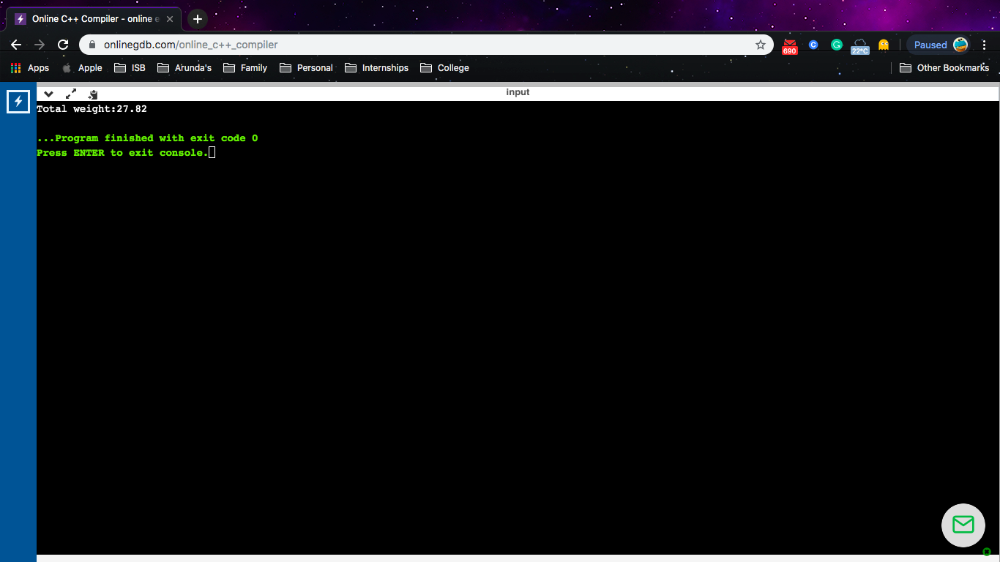 Online C++ Compiler - online e
onlinegdb.com/online_c++_compiler
690
C
G
22°C
Paused
Apps
Apple
ISB
Arunda's
Family
Personal
Internships
College
Other Bookmarks
input
Total weight:27.82
...Program finished with exit code 0
Press ENTER to exit console.